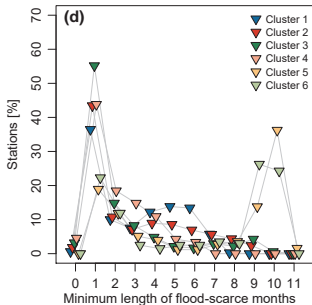 (d)
70
60
50
40
30
20
10
0
Stations [%]
Cluster 1
Cluster 2
Cluster 3
Cluster 4
Cluster 5
Cluster 6
0 1 2 3 4 5 6 7 8 9 10 11
Minimum length of flood-scarce months